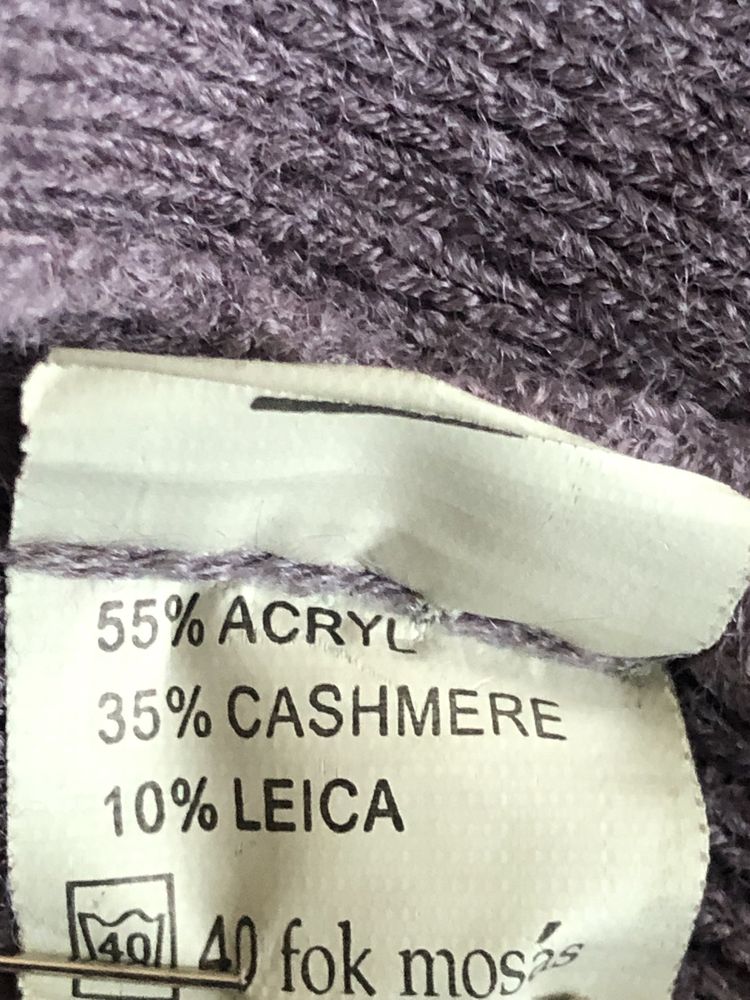 55% ACRYL
35% CASHMERE
10% LEICA
40 40 fok mosás